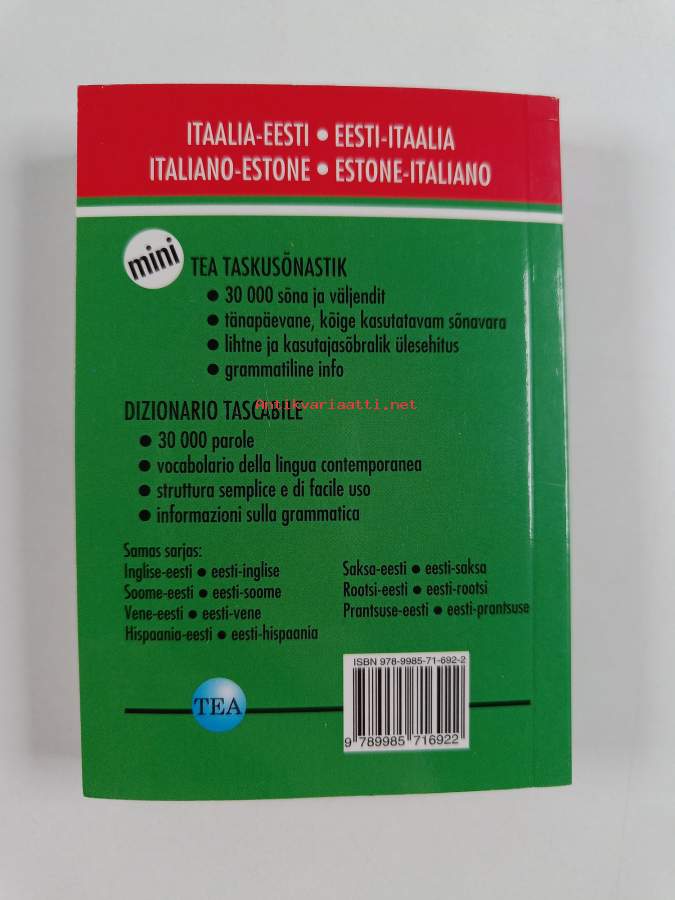 ITAALIA-EESTI • EESTI-ITAALIA
ITALIANO-ESTONE • ESTONE-ITALIANO
mini
TEA TASKUSÕNASTIK
• 30 000 sõna ja väljendit
• tänapäevane, kõige kasutatavam sõnavara
• lihtne ja kasutajasõbralik ülesehitus
• grammatiline info
Antikvariaatti.net
DIZIONARIO TASCABILE
• 30 000 parole
• vocabolario della lingua contemporanea
• struttura semplice e di facile uso
• informazioni sulla grammatica
Samas sarjas:
Inglise-eesti • eesti-inglise
Soome-eesti • eesti-soome
Vene-eesti • eesti-vene
Hispaania-eesti • eesti-hispaania
Saksa-eesti • eesti-saksa
Rootsi-eesti • eesti-rootsi
Prantsuse-eesti • eesti-prantsuse
ISBN 978-9985-71-692-2
9 789985 716922
TEA